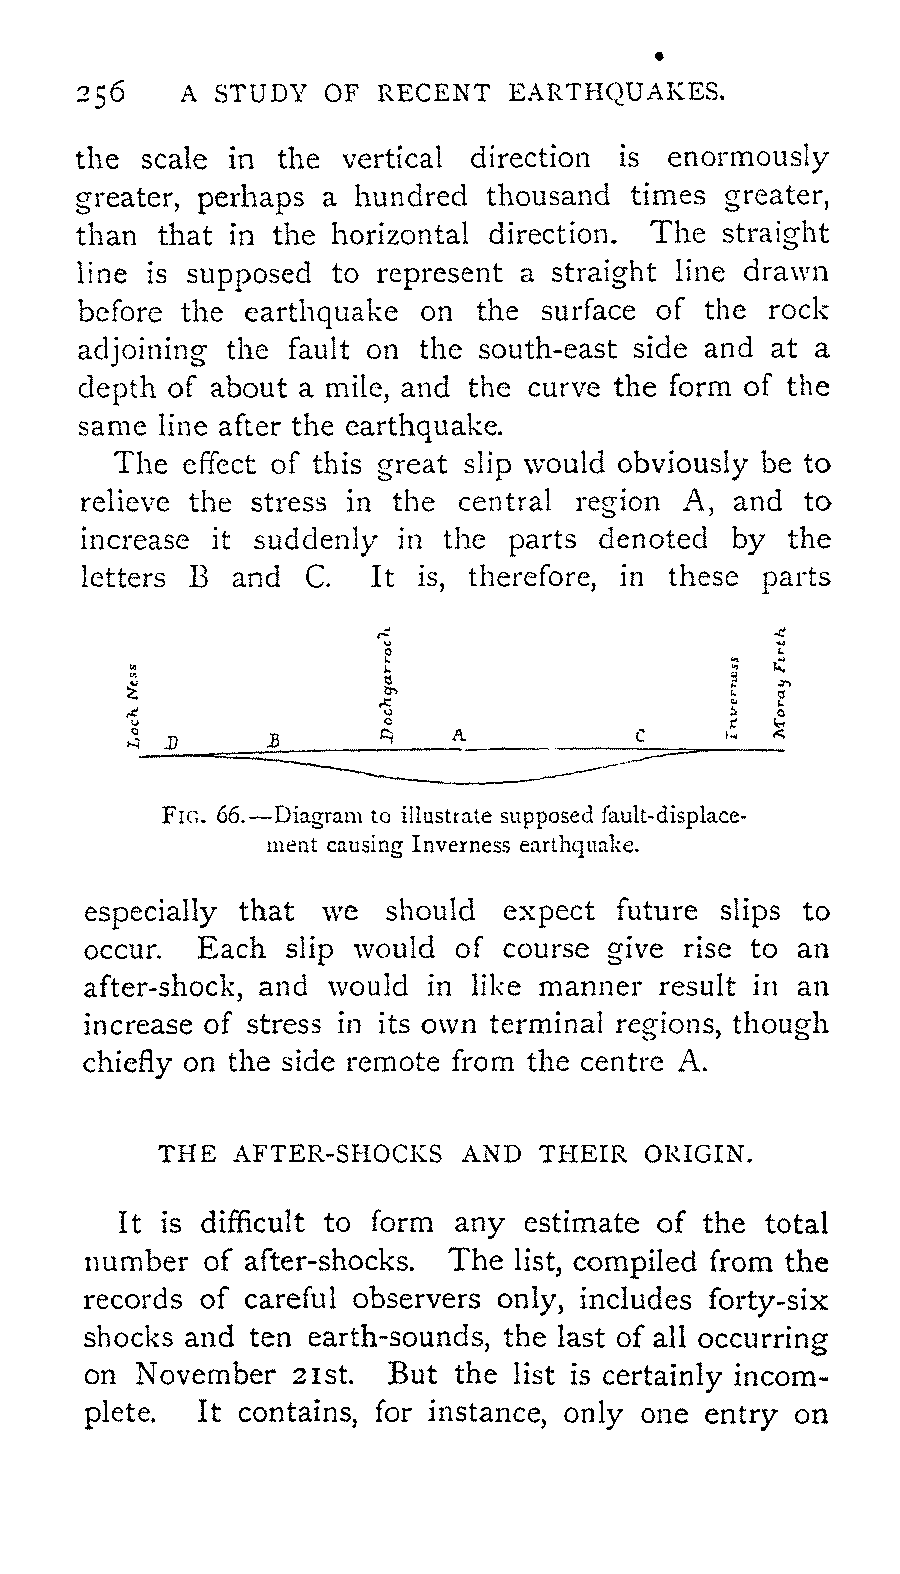 256 A STUDY OF RECENT EARTHQUAKES.
the scale in the vertical direction is enormously
greater, perhaps a hundred thousand times greater,
than that in the horizontal direction. The straight
line is supposed to represent a straight line drawn
before the earthquake on the surface of the rock
adjoining the fault on the south-east side and at a
depth of about a mile, and the curve the form of the
same line after the earthquake.
The effect of this great slip would obviously be to
relieve the stress in the central region A, and to
increase it suddenly in the parts denoted by the
letters B and C. It is, therefore, in these parts
Loch Ness
D
B
Dochgarroch
A
C
Inverness
Moray Firth
FIG. 66.—Diagram to illustrate supposed fault-displace-
ment causing Inverness earthquake.
especially that we should expect future slips to
occur. Each slip would of course give rise to an
after-shock, and would in like manner result in an
increase of stress in its own terminal regions, though
chiefly on the side remote from the centre A.
THE AFTER-SHOCKS AND THEIR ORIGIN.
It is difficult to form any estimate of the total
number of after-shocks. The list, compiled from the
records of careful observers only, includes forty-six
shocks and ten earth-sounds, the last of all occurring
on November 21st. But the list is certainly incom-
plete. It contains, for instance, only one entry on